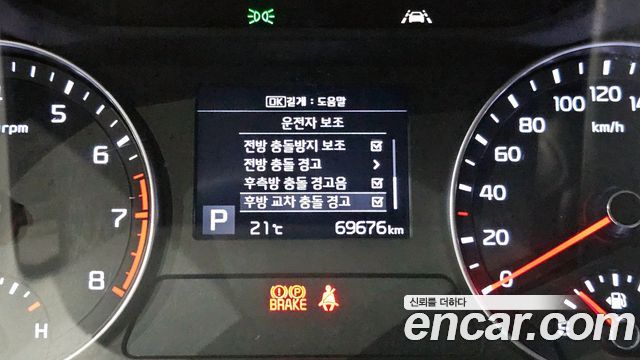 OK 길게 : 도움말
운전자 보조
전방 충돌방지 보조
전방 충돌 경고
후측방 충돌 경고음
후방 교차 충돌 경고
P 21℃ 69676 km
5
6
7
8
rpm
H
0
20
40
60
80
100
120
km/h
E
BRAKE
신뢰를 더하다
encar.com